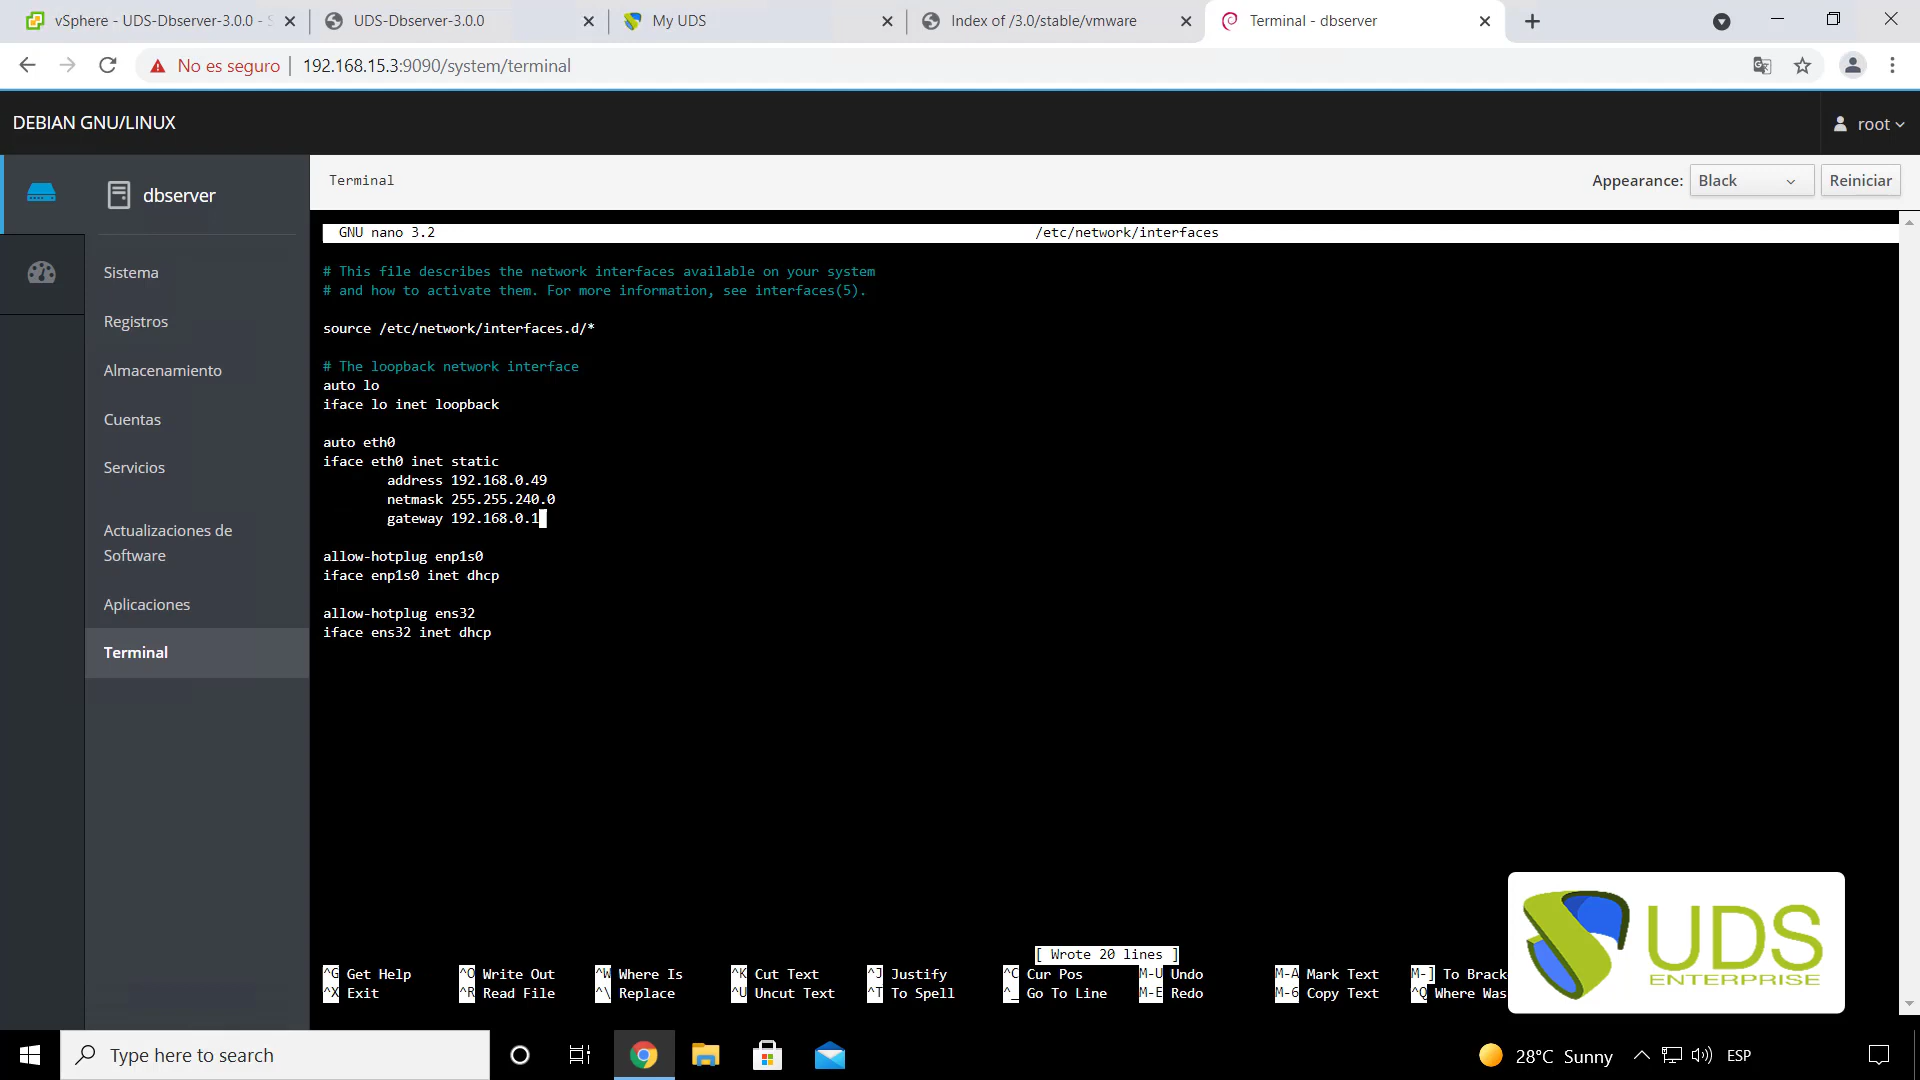 vSphere - UDS-Dbserver-3.0.0 - S
UDS-Dbserver-3.0.0
My UDS
Index of /3.0/stable/vmware
Terminal - dbserver
No es seguro
192.168.15.3:9090/system/terminal
DEBIAN GNU/LINUX
root
dbserver
Sistema
Registros
Almacenamiento
Cuentas
Servicios
Actualizaciones de
Software
Aplicaciones
Terminal
Terminal
Appearance:
Black
Reiniciar
GNU nano 3.2
/etc/network/interfaces
# This file describes the network interfaces available on your system
# and how to activate them. For more information, see interfaces(5).
source /etc/network/interfaces.d/*
# The loopback network interface
auto lo
iface lo inet loopback
auto eth0
iface eth0 inet static
address 192.168.0.49
netmask 255.255.240.0
gateway 192.168.0.1
allow-hotplug enp1s0
iface enp1s0 inet dhcp
allow-hotplug ens32
iface ens32 inet dhcp
[ Wrote 20 lines ]
^G Get Help ^O Write Out ^W Where Is ^K Cut Text ^J Justify ^C Cur Pos M-U Undo M-A Mark Text M-] To Brack
^X Exit ^R Read File ^\ Replace ^U Uncut Text ^T To Spell ^_ Go To Line M-E Redo M-6 Copy Text ^Q Where Was
UDS
ENTERPRISE
Type here to search
28°C Sunny
ESP